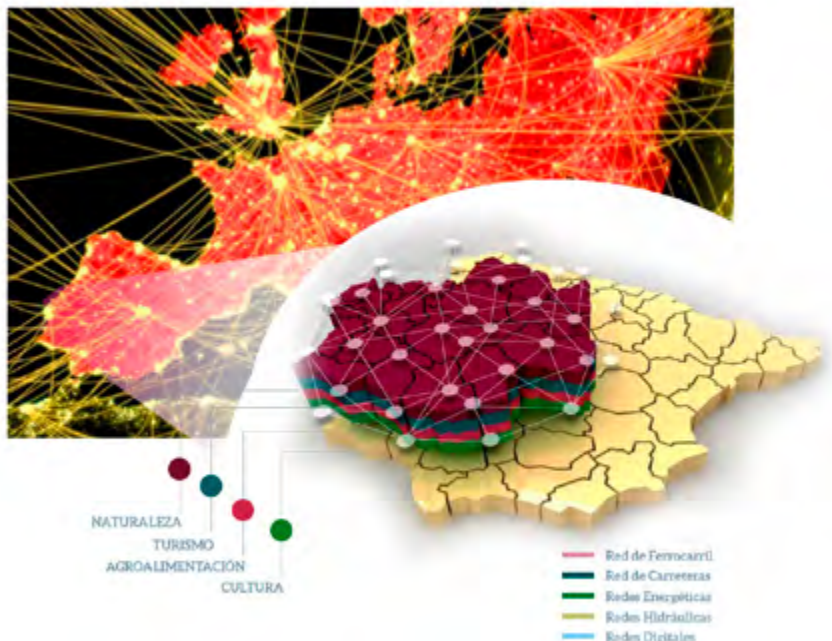 NATURALEZA
TURISMO
AGROALIMENTACIÓN
CULTURA
Red de Ferrocarril
Red de Carreteras
Redes Energéticas
Redes Hidráulicas
Redes Digitales